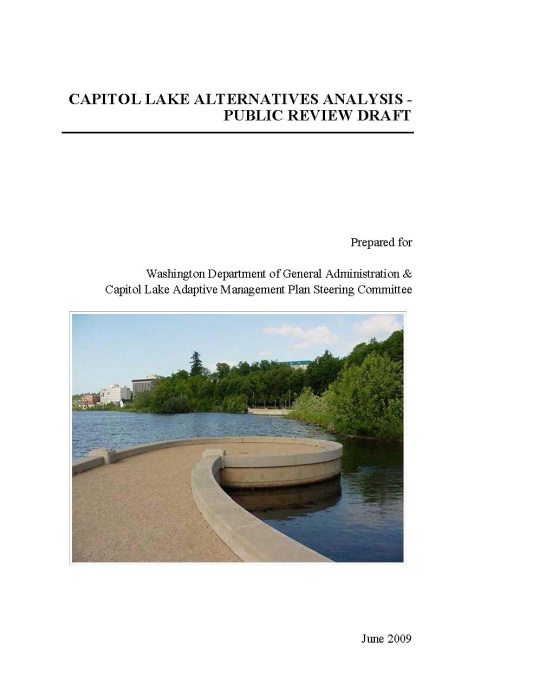 CAPITOL LAKE ALTERNATIVES ANALYSIS -
PUBLIC REVIEW DRAFT
Prepared for
Washington Department of General Administration &
Capitol Lake Adaptive Management Plan Steering Committee
June 2009